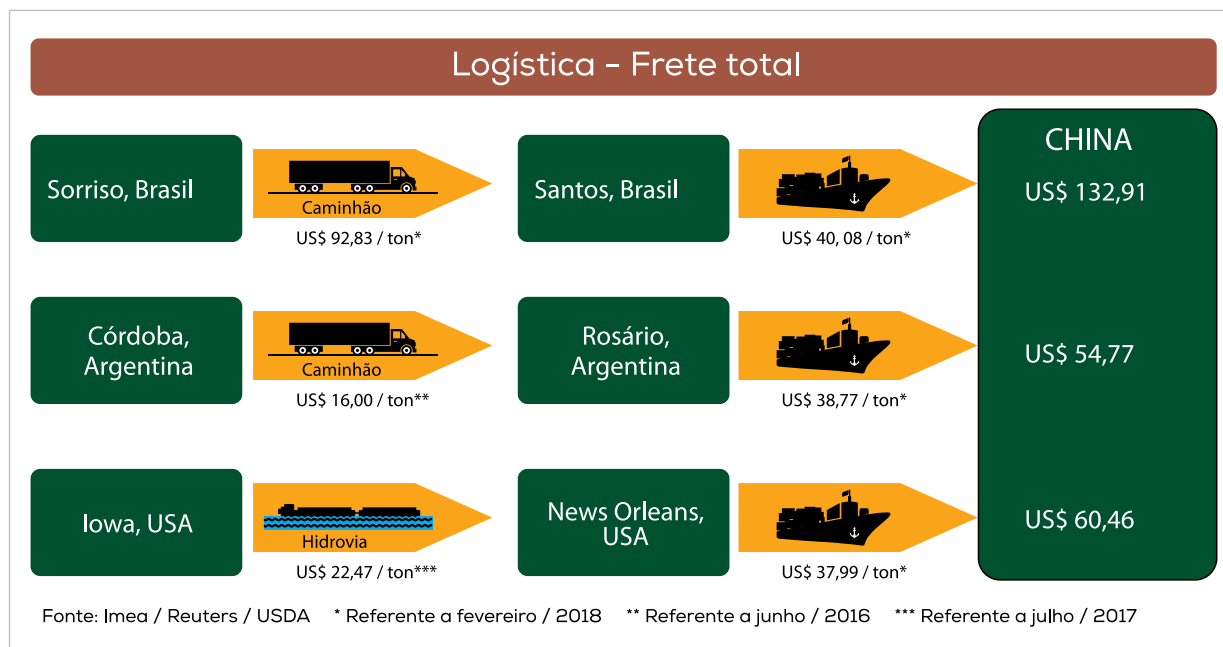 Logística - Frete total
CHINA
Sorriso, Brasil
Caminhão
US$ 92,83 / ton*
Santos, Brasil
US$ 40, 08 / ton*
US$ 132,91
Córdoba,
Argentina
Caminhão
US$ 16,00 / ton**
Rosário,
Argentina
US$ 38,77 / ton*
US$ 54,77
Iowa, USA
Hidrovia
US$ 22,47 / ton***
News Orleans,
USA
US$ 37,99 / ton*
US$ 60,46
Fonte: Imea / Reuters / USDA * Referente a fevereiro / 2018 ** Referente a junho / 2016 *** Referente a julho / 2017